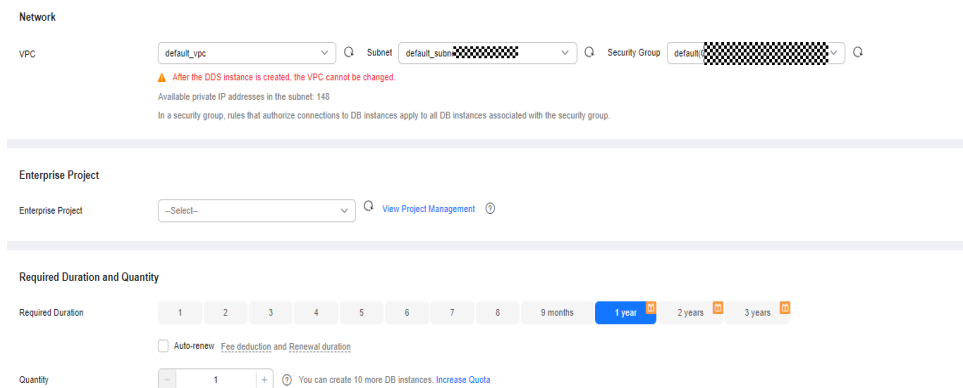 Network
VPC default_vpc Subnet default_subn Security Group default(
After the DDS instance is created, the VPC cannot be changed.
Available private IP addresses in the subnet: 148
In a security group, rules that authorize connections to DB instances apply to all DB instances associated with the security group.
Enterprise Project
Enterprise Project --Select-- View Project Management
Required Duration and Quantity
Required Duration 1 2 3 4 5 6 7 8 9 months 1 year 2 years 3 years
Auto-renew Fee deduction and Renewal duration
Quantity − 1 + You can create 10 more DB instances. Increase Quota